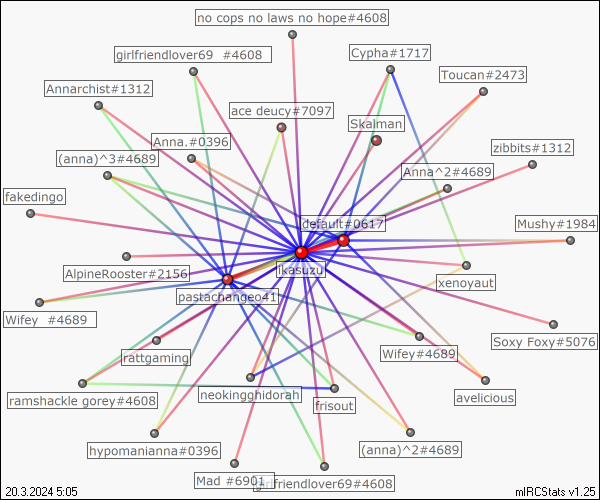 no cops no laws no hope#4608
girlfriendlover69 #4608
Cypha#1717
Toucan#2473
Annarchist#1312
ace deucy#7097
Skalman
Anna.#0396
zibbits#1312
(anna)^3#4689
Anna^2#4689
fakedingo
default#0617
Mushy#1984
AlpineRooster#2156
ikasuzu
xenoyaut
pastachangeo41
Wifey #4689
Soxy Foxy#5076
rattgaming
Wifey#4689
ramshackle gorey#4608
neokingghidorah
frisout
avelicious
hypomanianna#0396
(anna)^2#4689
Mad #6901
girlfriendlover69#4608
20.3.2024 5:05
mIRCStats v1.25